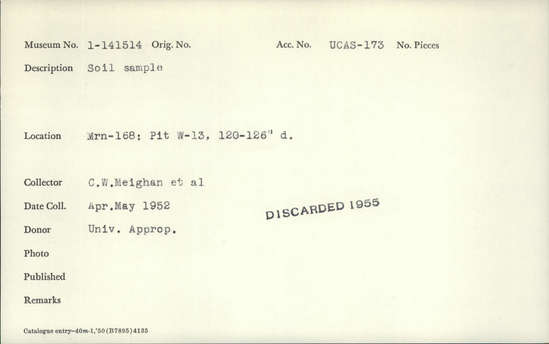 Museum No. 1-141514 Orig. No. Acc. No. UCAS-173 No. Pieces
Description Soil sample
Location Mrn-168: Pit W-13, 120-126" d.
Collector C.W.Meighan et al
Date Coll. Apr.May 1952
DISCARDED 1955
Donor Univ. Approp.
Photo
Published
Remarks
Catalogue entry-40m-1,'50(B7895)4185